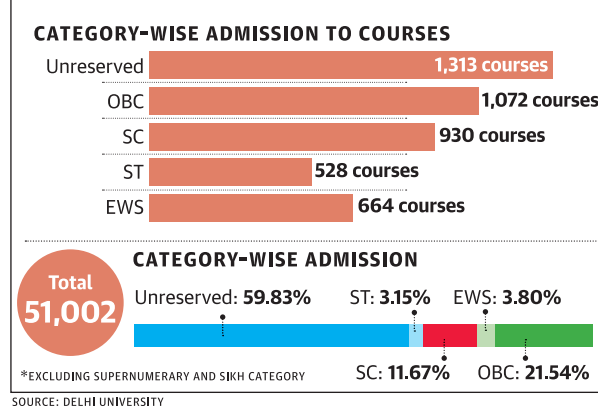 CATEGORY-WISE ADMISSION TO COURSES
Unreserved 1,313 courses
OBC 1,072 courses
SC 930 courses
ST 528 courses
EWS 664 courses
CATEGORY-WISE ADMISSION
Total
51,002
Unreserved: 59.83% ST: 3.15% EWS: 3.80%
SC: 11.67% OBC: 21.54%
*EXCLUDING SUPERNUMERARY AND SIKH CATEGORY
SOURCE: DELHI UNIVERSITY